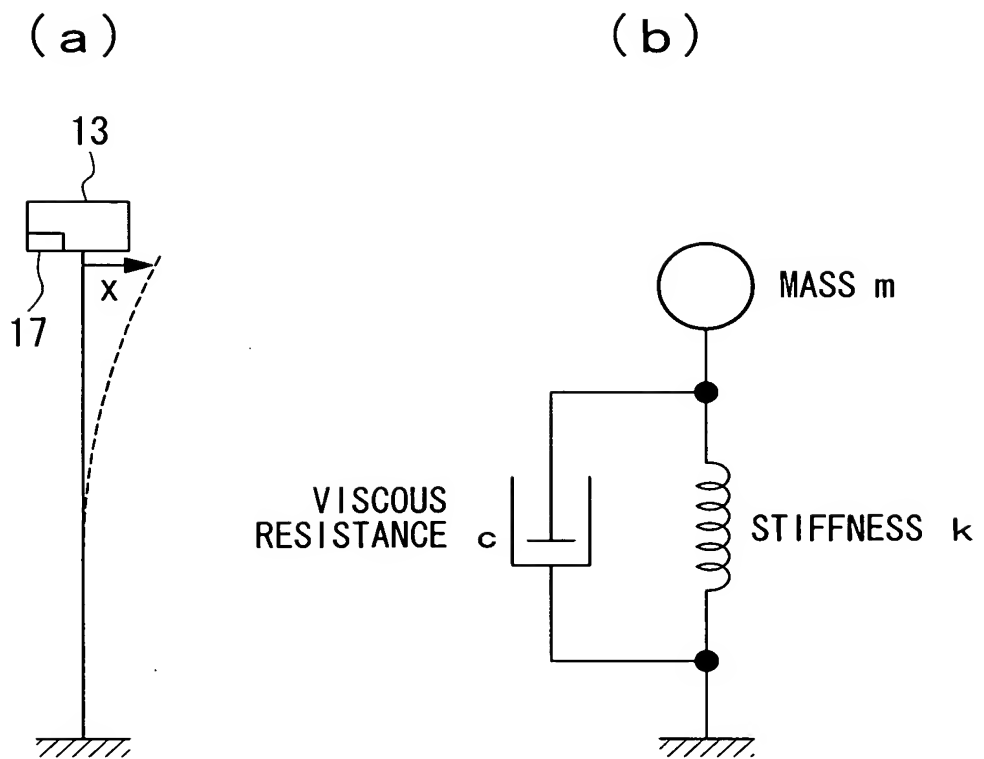 (a)
(b)
13
X
17
MASS m
VISCOUS
RESISTANCE c
STIFFNESS k